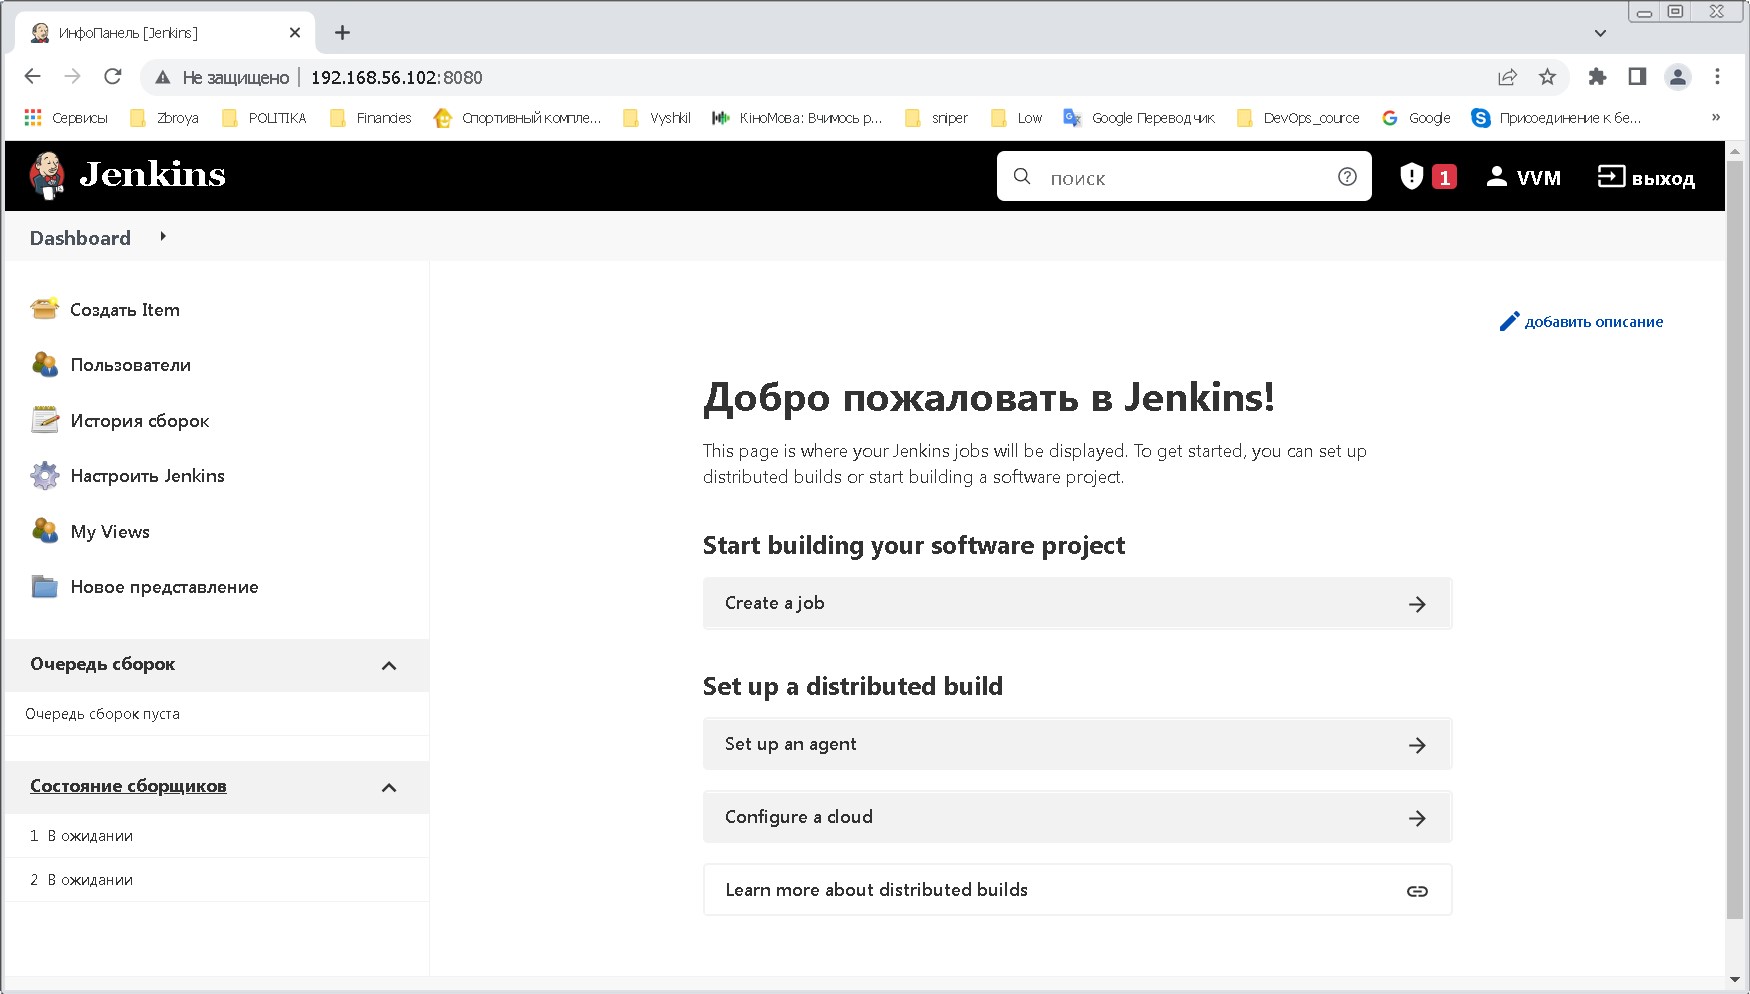 ИнфоПанель [Jenkins]
Не защищено
192.168.56.102:8080
Сервисы
Zbroya
POLITIKA
Financies
Спортивный компле...
Vyshkil
КіноМова: Вчимось р...
sniper
Low
Google Переводчик
DevOps_cource
Google
Присоединение к бе...
»
Jenkins
поиск
1
VVM
выход
Dashboard
добавить описание
Создать Item
Пользователи
История сборок
Настроить Jenkins
My Views
Новое представление
Очередь сборок
Очередь сборок пуста
Состояние сборщиков
1 В ожидании
2 В ожидании
Добро пожаловать в Jenkins!
This page is where your Jenkins jobs will be displayed. To get started, you can set up
distributed builds or start building a software project.
Start building your software project
Create a job
Set up a distributed build
Set up an agent
Configure a cloud
Learn more about distributed builds